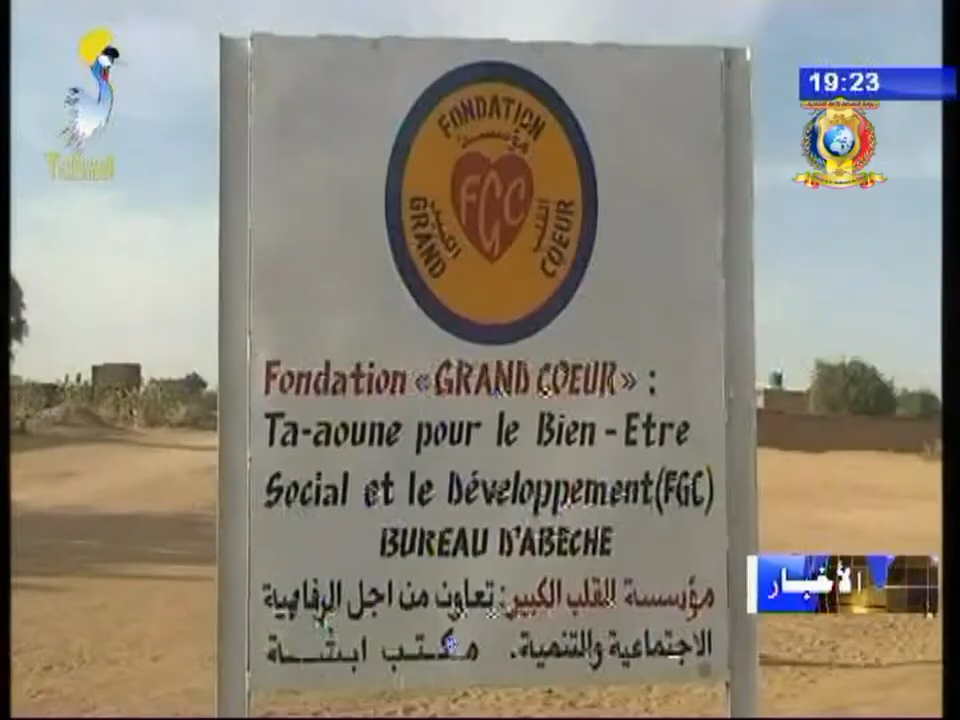 19:23
FONDATION
مؤسسة
GRAND
الكبير
FGC
القلب
COEUR
Fondation « GRAND COEUR » :
Ta-aoune pour le Bien-Etre
Social et le Développement(FGC)
BUREAU D'ABECHE
مؤسسة القلب الكبير: تعاون من اجل الرفاهية
الاجتماعية والتنمية. مكتب ابشة
الأخبار